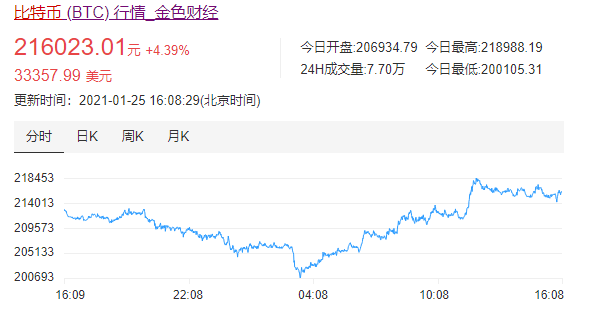 比特币 (BTC) 行情_金色财经
216023.01元 +4.39%
33357.99 美元
今日开盘:206934.79 今日最高:218988.19
24H成交量:7.70万 今日最低:200105.31
更新时间：2021-01-25 16:08:29(北京时间)
分时 日K 周K 月K
218453
214013
209573
205133
200693
16:09 22:08 04:08 10:08 16:08